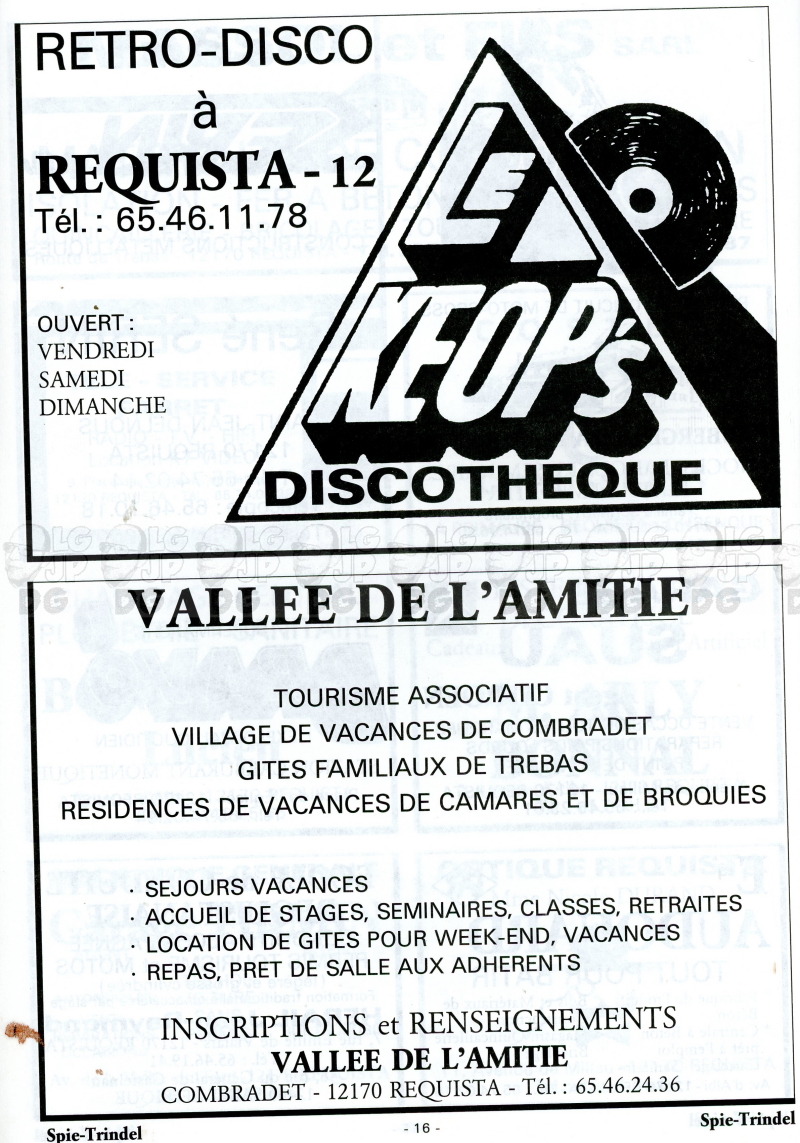 RETRO-DISCO
à
REQUISTA - 12
Tél. : 65.46.11.78
OUVERT :
VENDREDI
SAMEDI
DIMANCHE
LE
KEOP's
DISCOTHEQUE
LG
JP
DG
VALLEE DE L'AMITIE
TOURISME ASSOCIATIF
VILLAGE DE VACANCES DE COMBRADET
GITES FAMILIAUX DE TREBAS
RESIDENCES DE VACANCES DE CAMARES ET DE BROQUIES
· SEJOURS VACANCES
· ACCUEIL DE STAGES, SEMINAIRES, CLASSES, RETRAITES
· LOCATION DE GITES POUR WEEK-END, VACANCES
· REPAS, PRET DE SALLE AUX ADHERENTS
INSCRIPTIONS et RENSEIGNEMENTS
VALLEE DE L'AMITIE
COMBRADET - 12170 REQUISTA - Tél. : 65.46.24.36
Spie-Trindel
- 16 -
Spie-Trindel